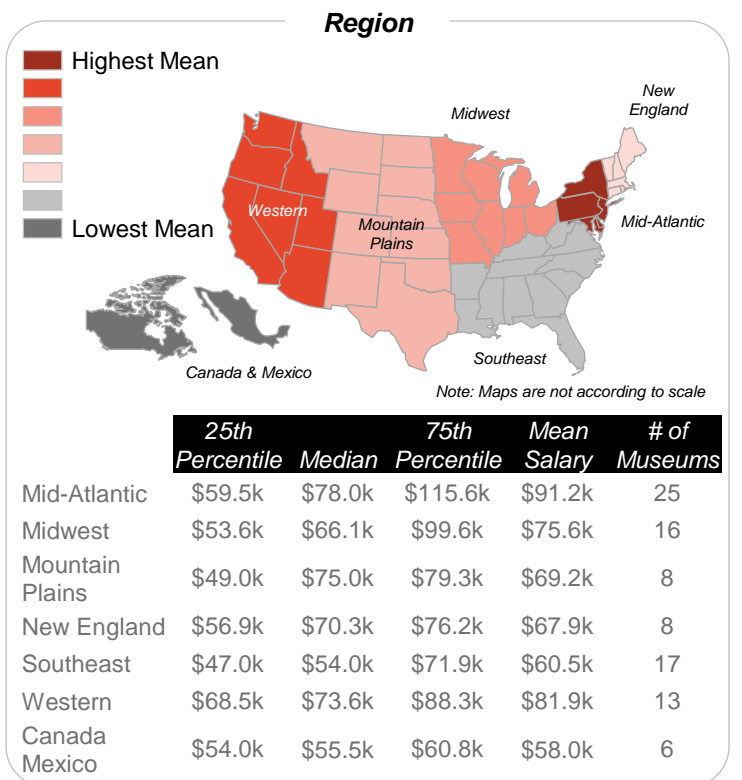 Region
Highest Mean
Lowest Mean
New
England
Midwest
Western
Mountain
Plains
Mid-Atlantic
Southeast
Canada & Mexico
Note: Maps are not according to scale
25th Percentile Median 75th Percentile Mean Salary # of Museums
Mid-Atlantic $59.5k $78.0k $115.6k $91.2k 25
Midwest $53.6k $66.1k $99.6k $75.6k 16
Mountain Plains $49.0k $75.0k $79.3k $69.2k 8
New England $56.9k $70.3k $76.2k $67.9k 8
Southeast $47.0k $54.0k $71.9k $60.5k 17
Western $68.5k $73.6k $88.3k $81.9k 13
Canada Mexico $54.0k $55.5k $60.8k $58.0k 6